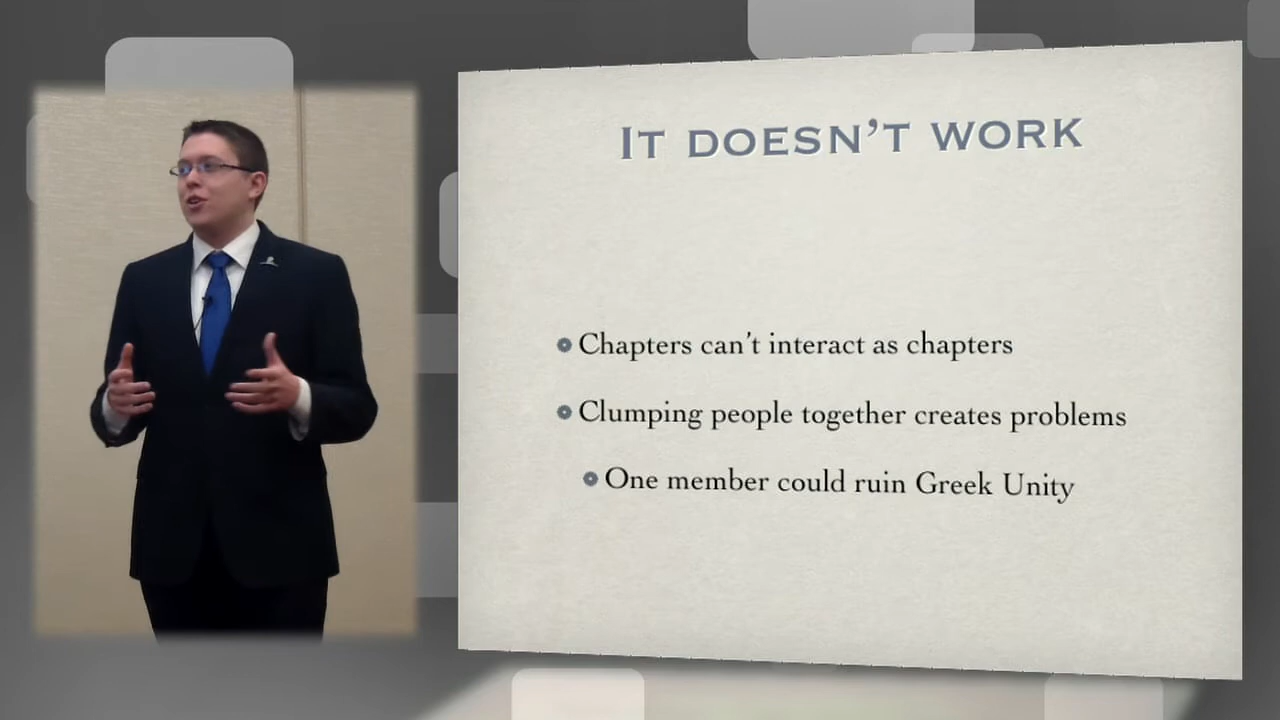 It doesn't work
Chapters can't interact as chapters
Clumping people together creates problems
One member could ruin Greek Unity